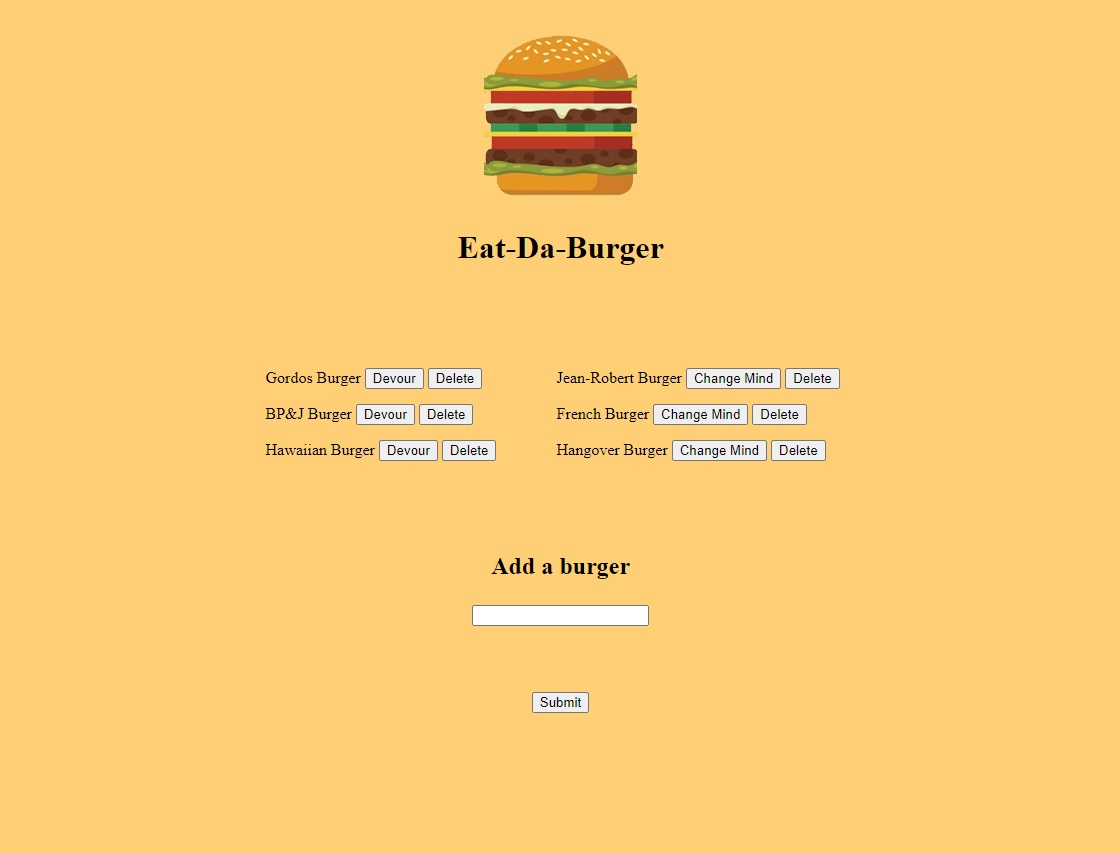 Eat-Da-Burger
Gordos Burger Devour Delete
Jean-Robert Burger Change Mind Delete
BP&J Burger Devour Delete
French Burger Change Mind Delete
Hawaiian Burger Devour Delete
Hangover Burger Change Mind Delete
Add a burger
Submit